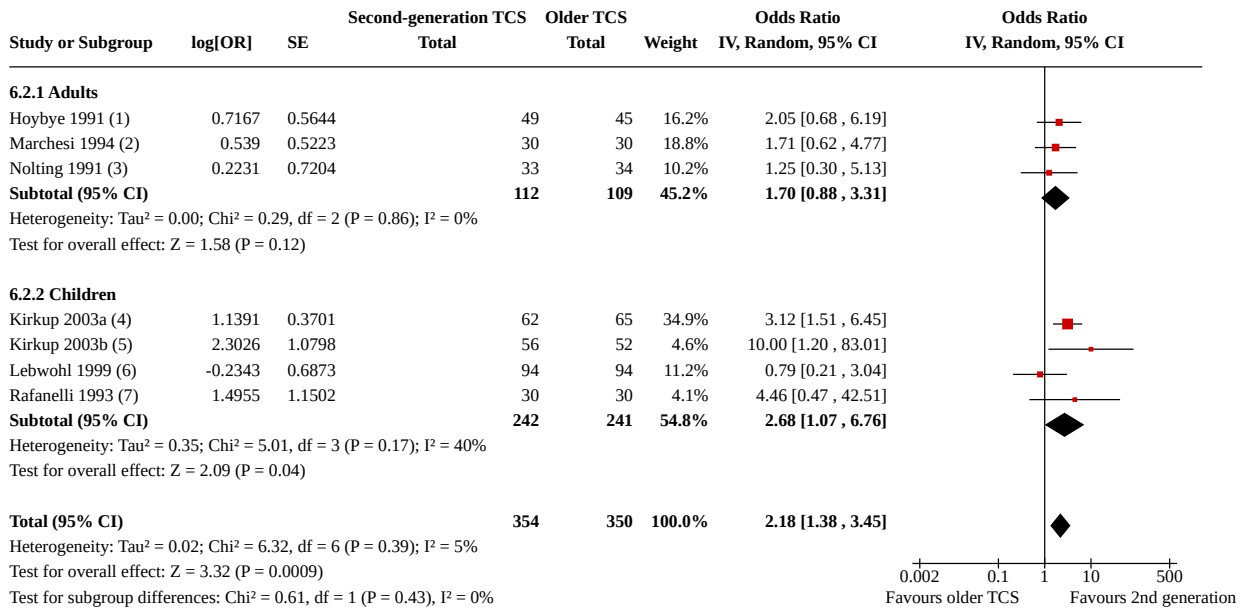 Second-generation TCS Older TCS Odds Ratio Odds Ratio
Study or Subgroup log[OR] SE Total Total Weight IV, Random, 95% CI IV, Random, 95% CI
6.2.1 Adults
Hoybye 1991 (1) 0.7167 0.5644 49 45 16.2% 2.05 [0.68 , 6.19]
Marchesi 1994 (2) 0.539 0.5223 30 30 18.8% 1.71 [0.62 , 4.77]
Nolting 1991 (3) 0.2231 0.7204 33 34 10.2% 1.25 [0.30 , 5.13]
Subtotal (95% CI) 112 109 45.2% 1.70 [0.88 , 3.31]
Heterogeneity: Tau² = 0.00; Chi² = 0.29, df = 2 (P = 0.86); I² = 0%
Test for overall effect: Z = 1.58 (P = 0.12)
6.2.2 Children
Kirkup 2003a (4) 1.1391 0.3701 62 65 34.9% 3.12 [1.51 , 6.45]
Kirkup 2003b (5) 2.3026 1.0798 56 52 4.6% 10.00 [1.20 , 83.01]
Lebwohl 1999 (6) -0.2343 0.6873 94 94 11.2% 0.79 [0.21 , 3.04]
Rafanelli 1993 (7) 1.4955 1.1502 30 30 4.1% 4.46 [0.47 , 42.51]
Subtotal (95% CI) 242 241 54.8% 2.68 [1.07 , 6.76]
Heterogeneity: Tau² = 0.35; Chi² = 5.01, df = 3 (P = 0.17); I² = 40%
Test for overall effect: Z = 2.09 (P = 0.04)
Total (95% CI) 354 350 100.0% 2.18 [1.38 , 3.45]
Heterogeneity: Tau² = 0.02; Chi² = 6.32, df = 6 (P = 0.39); I² = 5%
Test for overall effect: Z = 3.32 (P = 0.0009) 0.002 0.1 1 10 500
Test for subgroup differences: Chi² = 0.61, df = 1 (P = 0.43), I² = 0% Favours older TCS Favours 2nd generation